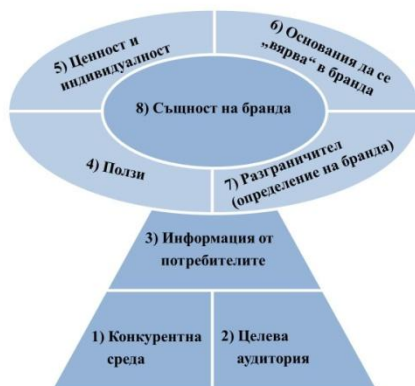 5) Ценност и
индивидуалност
6) Основания да се
„вярва“ в
бранда
8) Същност на бранда
4) Ползи
7) Разграничител
(определение на бранда)
3) Информация от
потребителите
1) Конкурентна
среда
2) Целева
аудитория